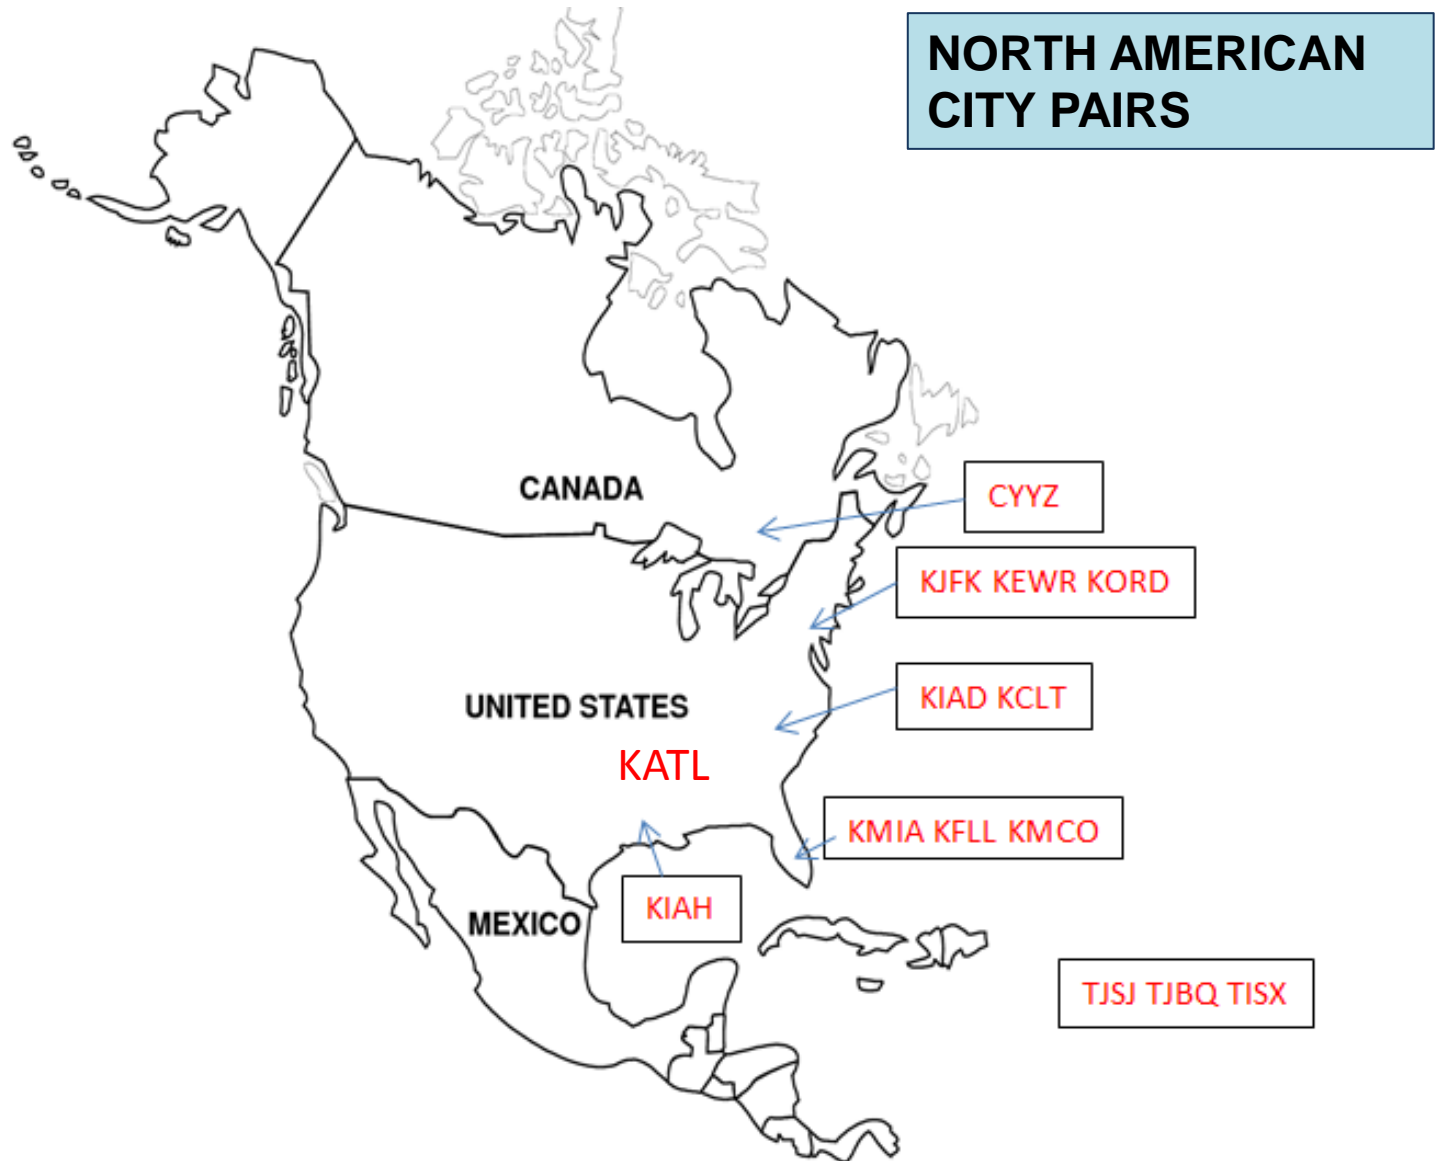 NORTH AMERICAN
CITY PAIRS
CANADA
CYYZ
KJFK KEWR KORD
UNITED STATES
KIAD KCLT
KATL
KMIA KFLL KMCO
KIAH
MEXICO
TJSJ TJBQ TISX